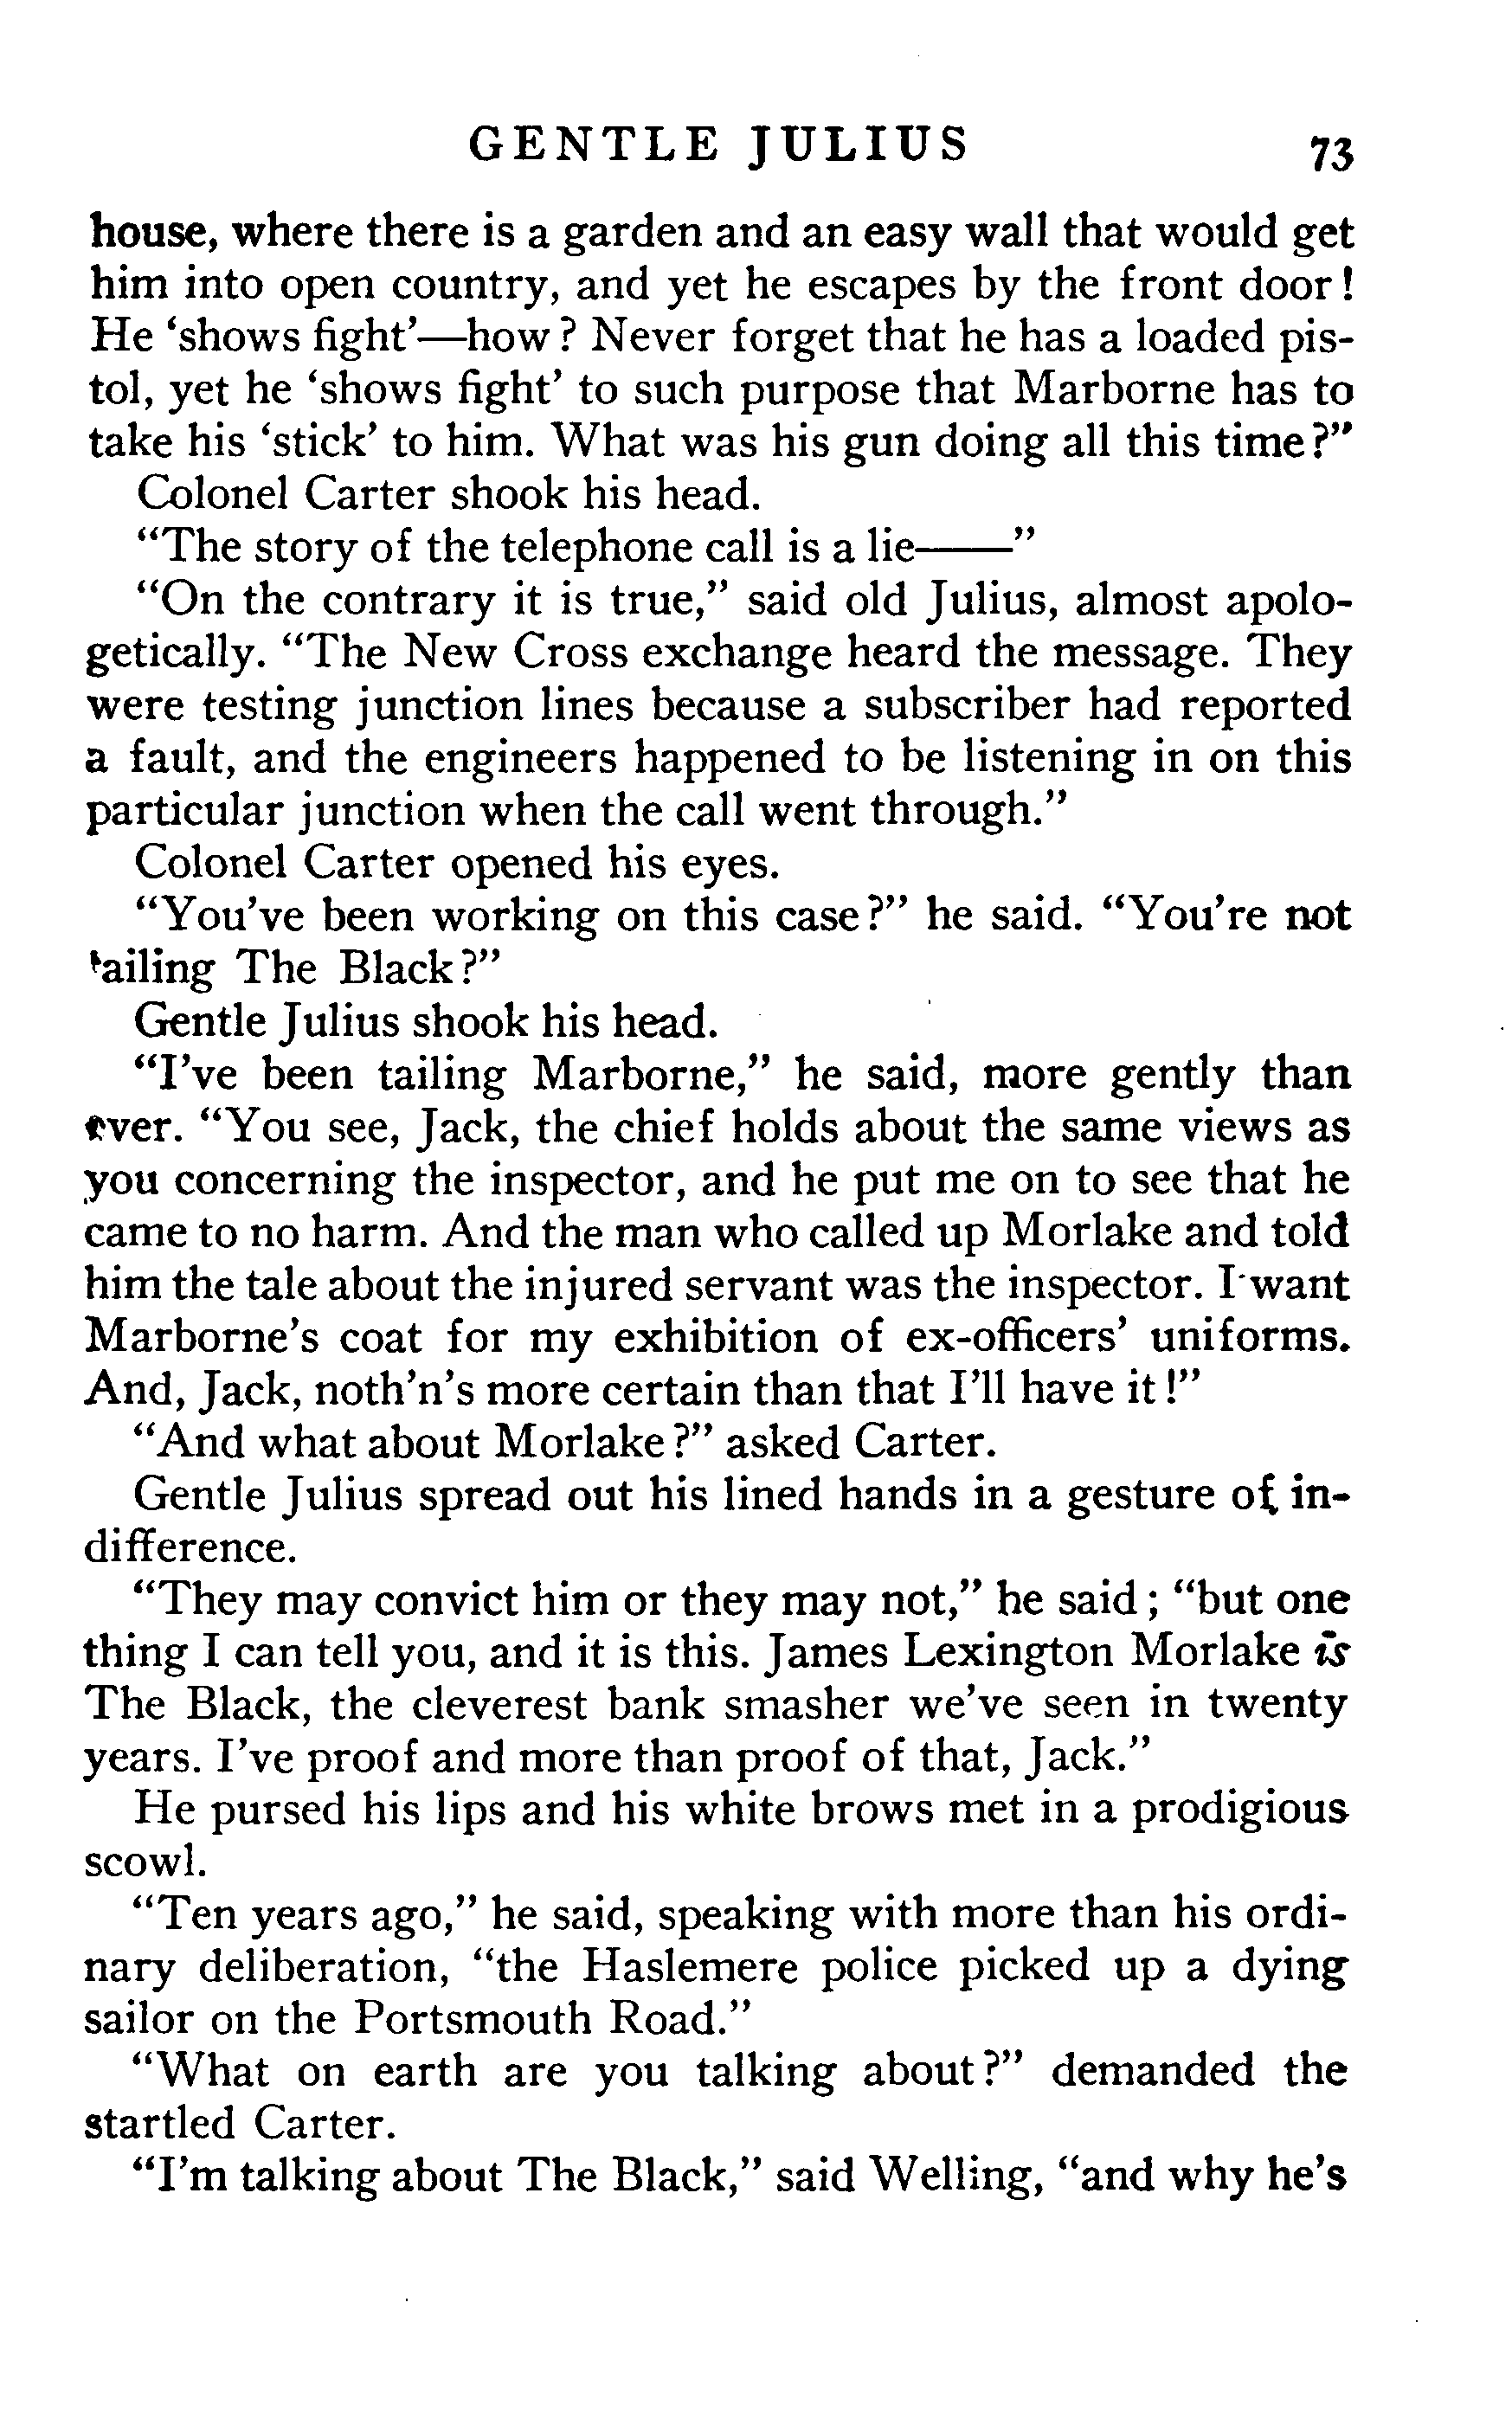 GENTLE JULIUS 73
house, where there is a garden and an easy wall that would get
him into open country, and yet he escapes by the front door!
He ‘shows fight’—how? Never forget that he has a loaded pis-
tol, yet he ‘shows fight’ to such purpose that Marborne has to
take his ‘stick’ to him. What was his gun doing all this time?”
Colonel Carter shook his head.
“The story of the telephone call is a lie——”
“On the contrary it is true,” said old Julius, almost apolo-
getically. “The New Cross exchange heard the message. They
were testing junction lines because a subscriber had reported
a fault, and the engineers happened to be listening in on this
particular junction when the call went through.”
Colonel Carter opened his eyes.
“You’ve been working on this case?” he said. “You’re not
tailing The Black?”
Gentle Julius shook his head.
“I’ve been tailing Marborne,” he said, more gently than
ever. “You see, Jack, the chief holds about the same views as
you concerning the inspector, and he put me on to see that he
came to no harm. And the man who called up Morlake and told
him the tale about the injured servant was the inspector. I want
Marborne’s coat for my exhibition of ex-officers’ uniforms.
And, Jack, noth’n’s more certain than that I’ll have it!”
“And what about Morlake?” asked Carter.
Gentle Julius spread out his lined hands in a gesture of in-
difference.
“They may convict him or they may not,” he said; “but one
thing I can tell you, and it is this. James Lexington Morlake is
The Black, the cleverest bank smasher we’ve seen in twenty
years. I’ve proof and more than proof of that, Jack.”
He pursed his lips and his white brows met in a prodigious
scowl.
“Ten years ago,” he said, speaking with more than his ordi-
nary deliberation, “the Haslemere police picked up a dying
sailor on the Portsmouth Road.”
“What on earth are you talking about?” demanded the
startled Carter.
“I’m talking about The Black,” said Welling, “and why he’s